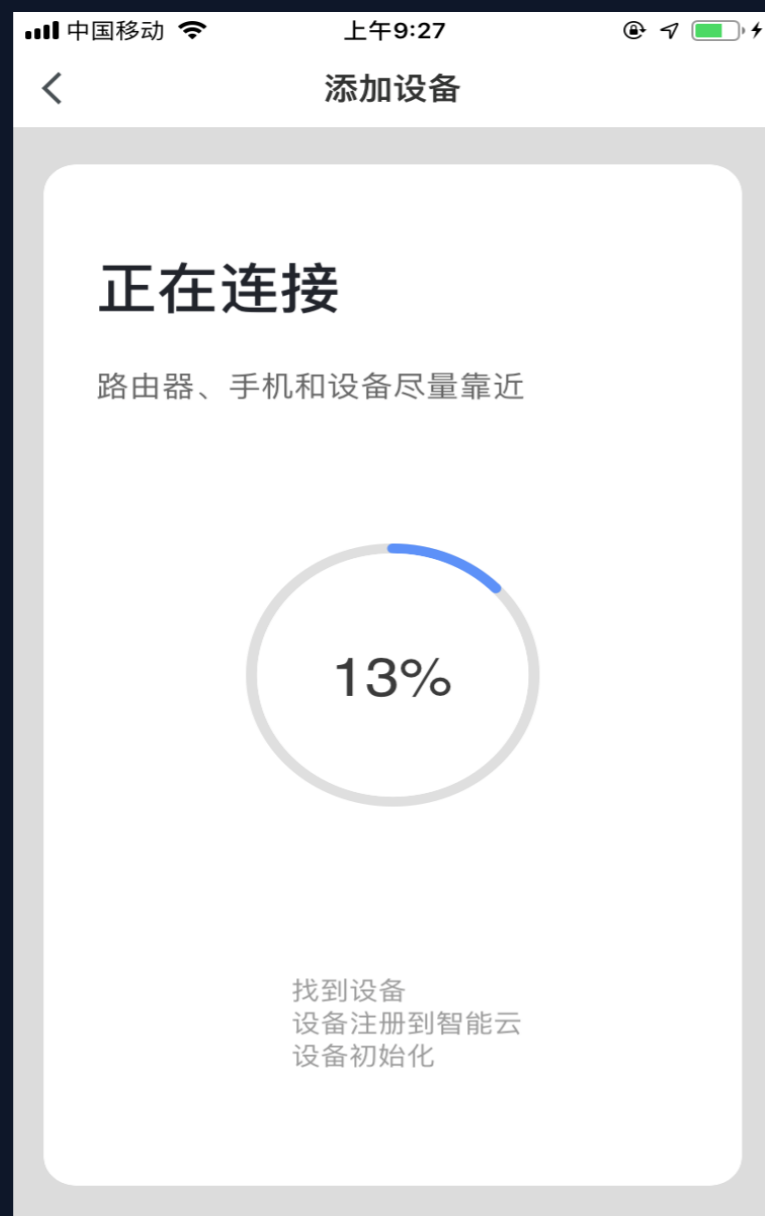 中国移动 上午9:27
添加设备
正在连接
路由器、手机和设备尽量靠近
13%
找到设备
设备注册到智能云
设备初始化